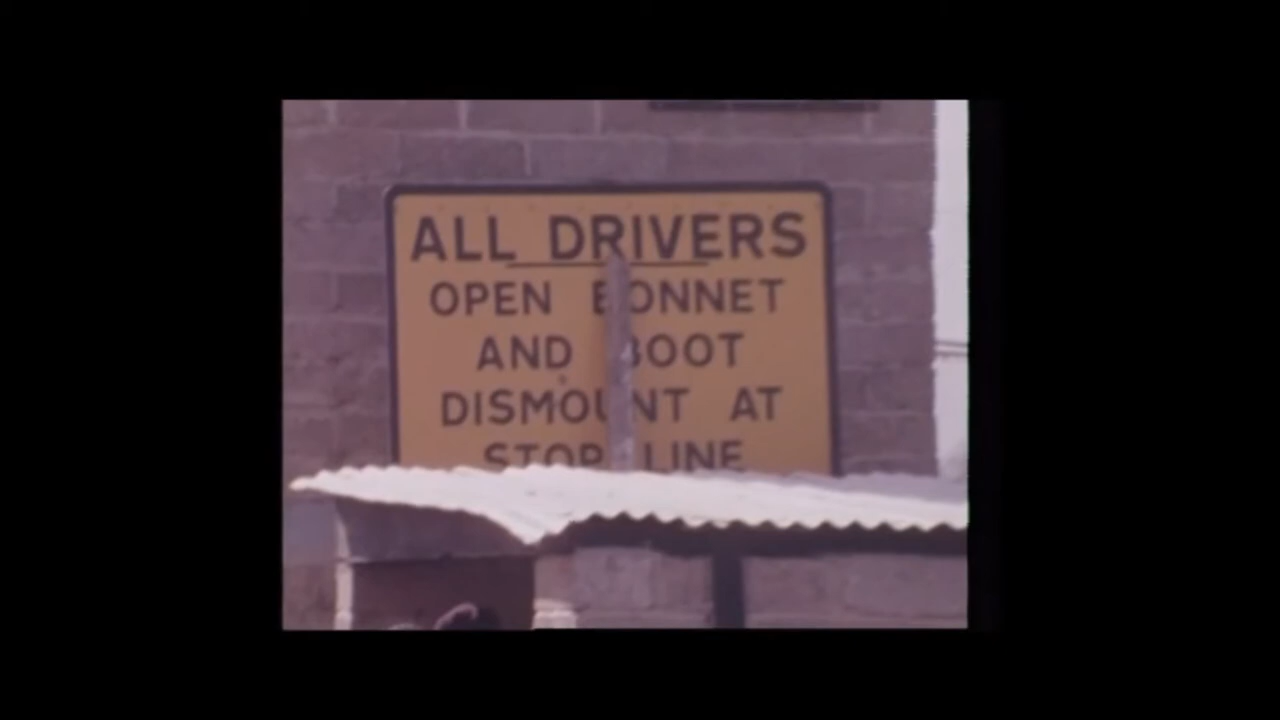 ALL DRIVERS
OPEN BONNET
AND BOOT
DISMOUNT AT
STOP LINE